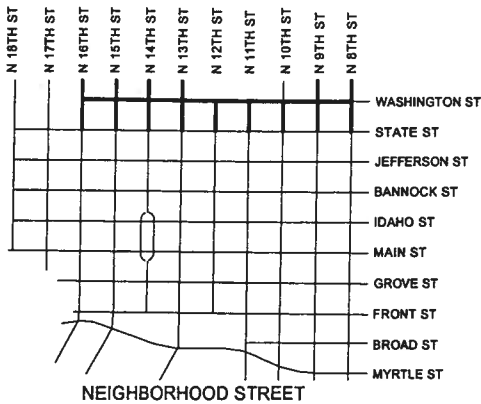 N 18TH ST
N 17TH ST
N 16TH ST
N 15TH ST
N 14TH ST
N 13TH ST
N 12TH ST
N 11TH ST
N 10TH ST
N 9TH ST
N 8TH ST
WASHINGTON ST
STATE ST
JEFFERSON ST
BANNOCK ST
IDAHO ST
MAIN ST
GROVE ST
FRONT ST
BROAD ST
MYRTLE ST
NEIGHBORHOOD STREET